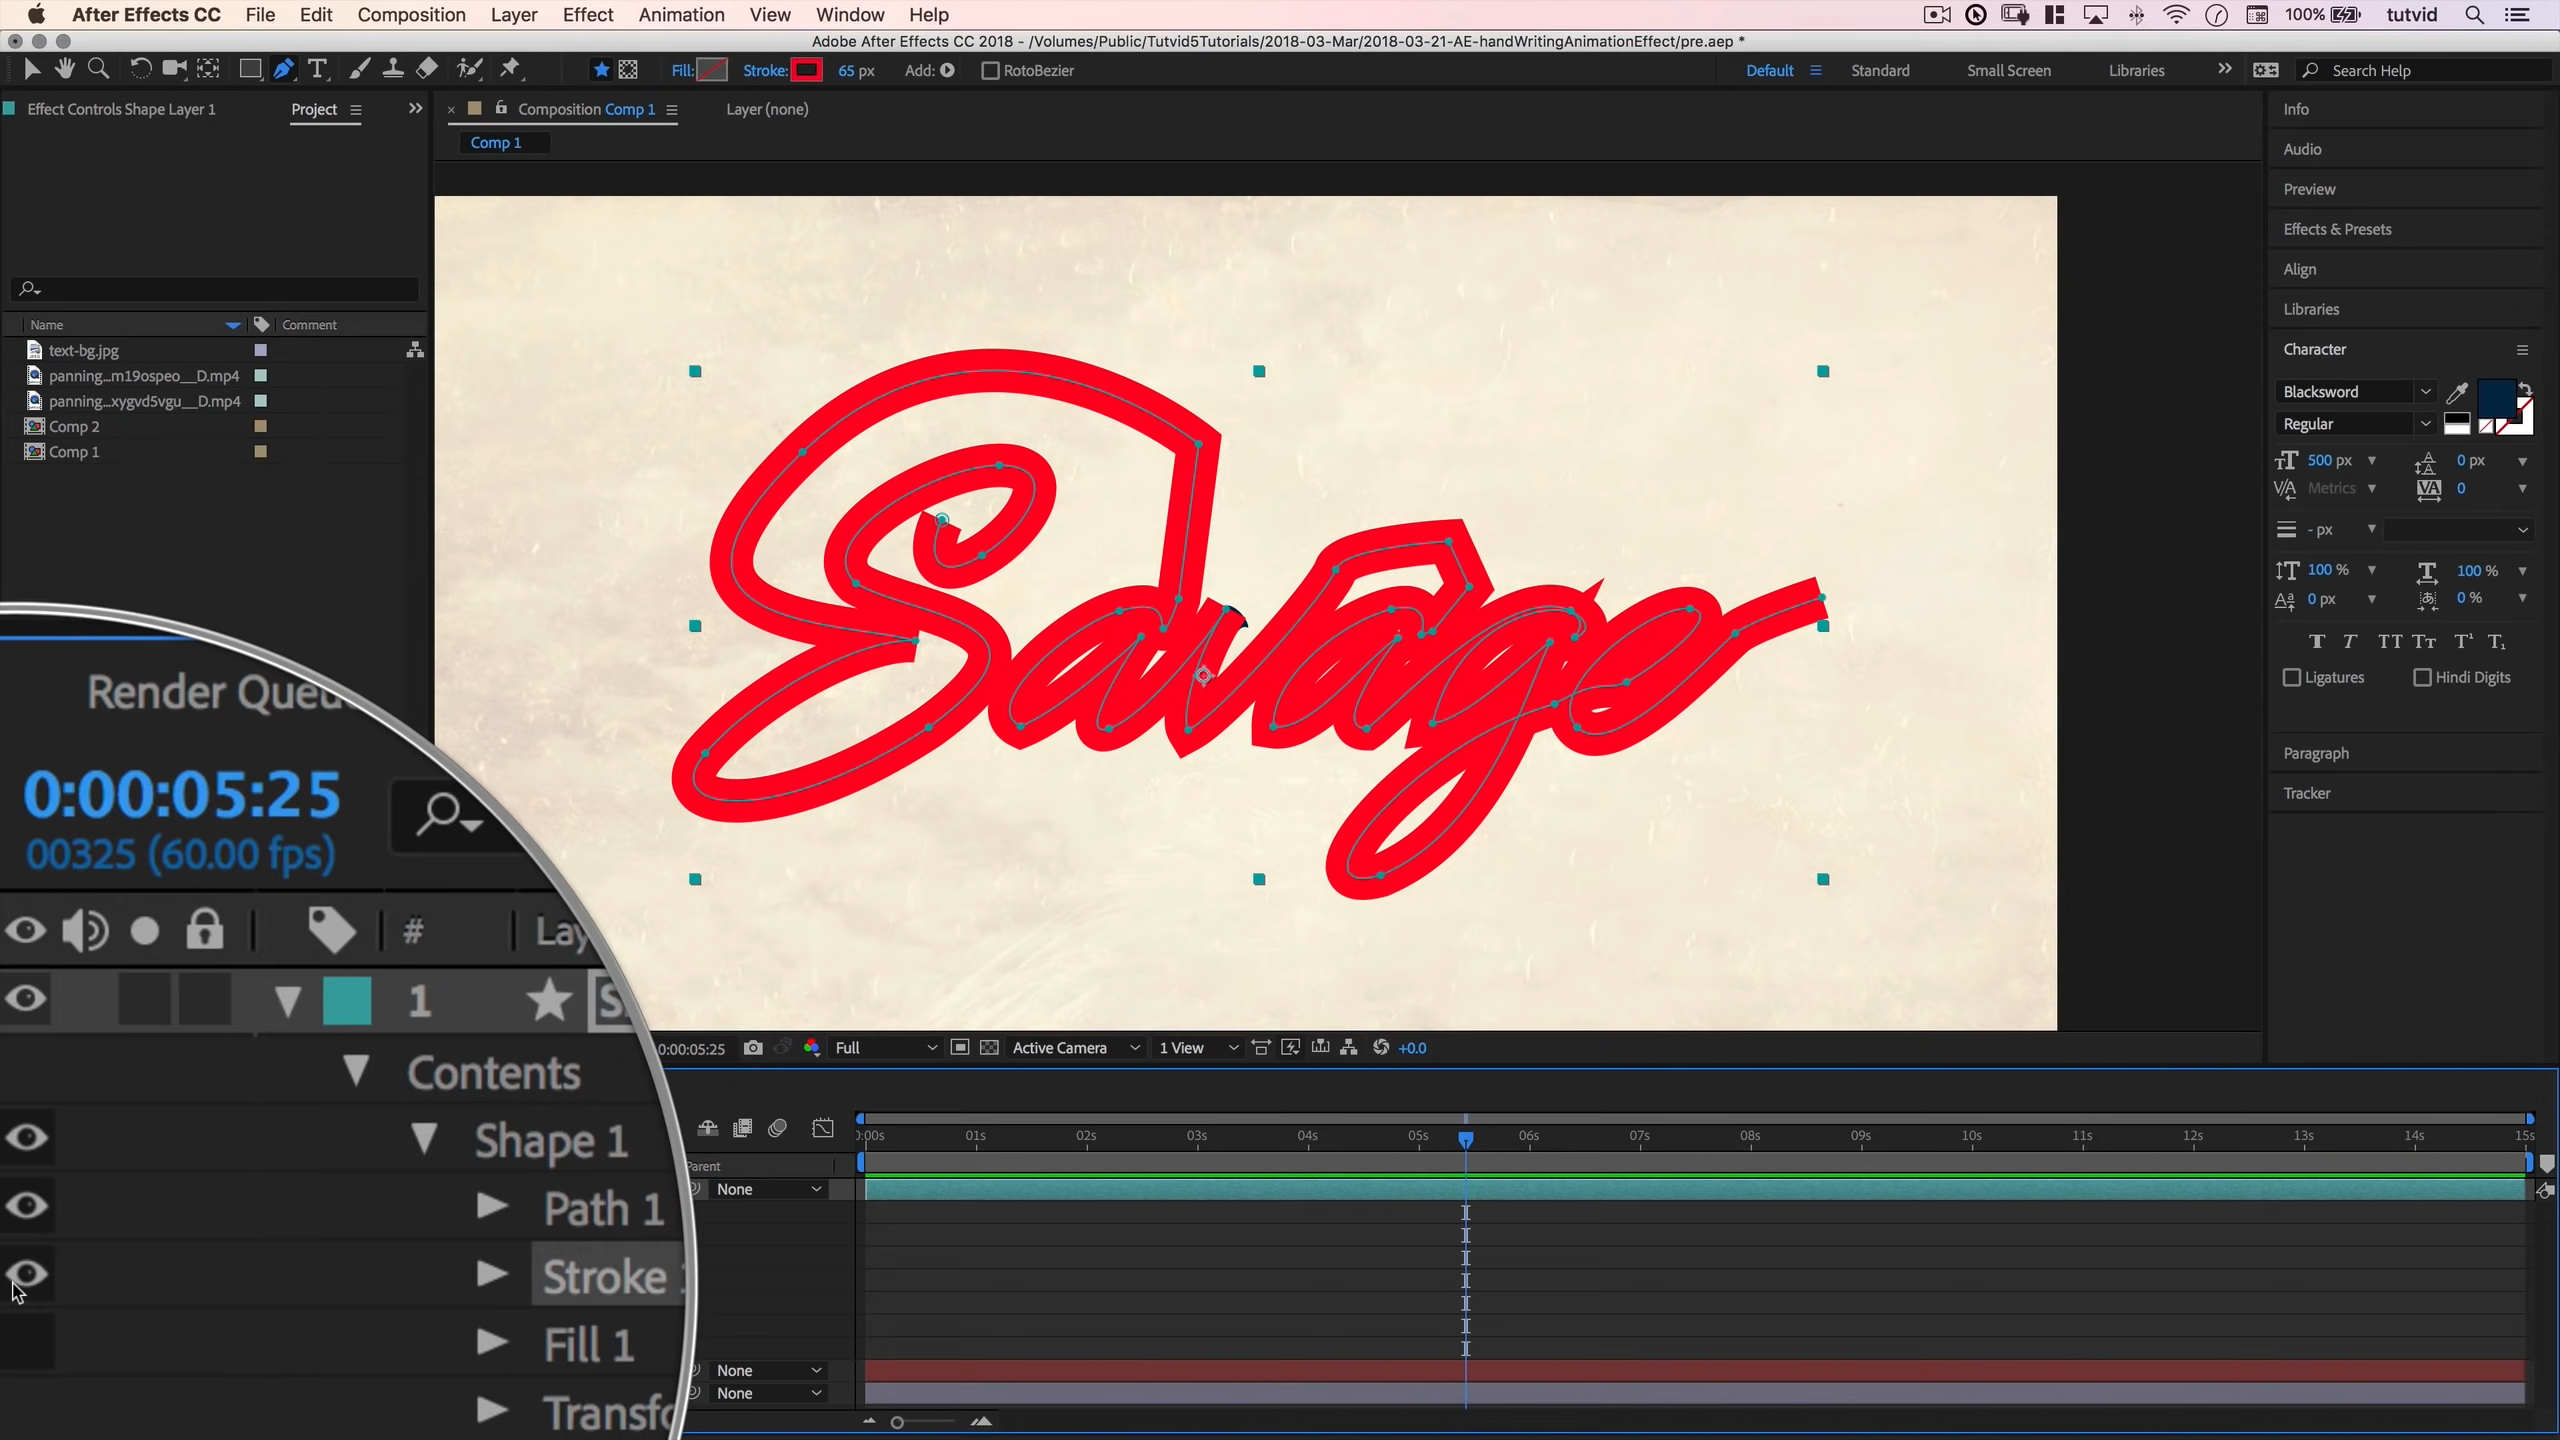 After Effects CC File Edit Composition Layer Effect Animation View Window Help 100% tutvid
Adobe After Effects CC 2018 - /Volumes/Public/Tutvid5Tutorials/2018-03-Mar/2018-03-21-AE-handWritingAnimationEffect/pre.aep *
Fill: Stroke: 65 px Add: RotoBezier Default Standard Small Screen Libraries Search Help
Effect Controls Shape Layer 1 Project Composition Comp 1 Layer (none)
Comp 1
Name Comment
text-bg.jpg
panning...m19ospeo__D.mp4
panning...xygvd5vgu__D.mp4
Comp 2
Comp 1
Savage
Info
Audio
Preview
Effects & Presets
Align
Libraries
Character
Blacksword
Regular
500 px 0 px
Metrics 0
- px
100 % 100 %
0 px 0 %
T T TT Tт T¹ T₁
Ligatures Hindi Digits
Paragraph
Tracker
Render Queu
0:00:05:25
00325 (60.00 fps)
# Lay
1 S
Contents
Shape 1
Path 1
Stroke
Fill 1
Transfo
0:00:05:25 Full Active Camera 1 View +0.0
0:00s 01s 02s 03s 04s 05s 06s 07s 08s 09s 10s 11s 12s 13s 14s 15s
Parent
None
None
None